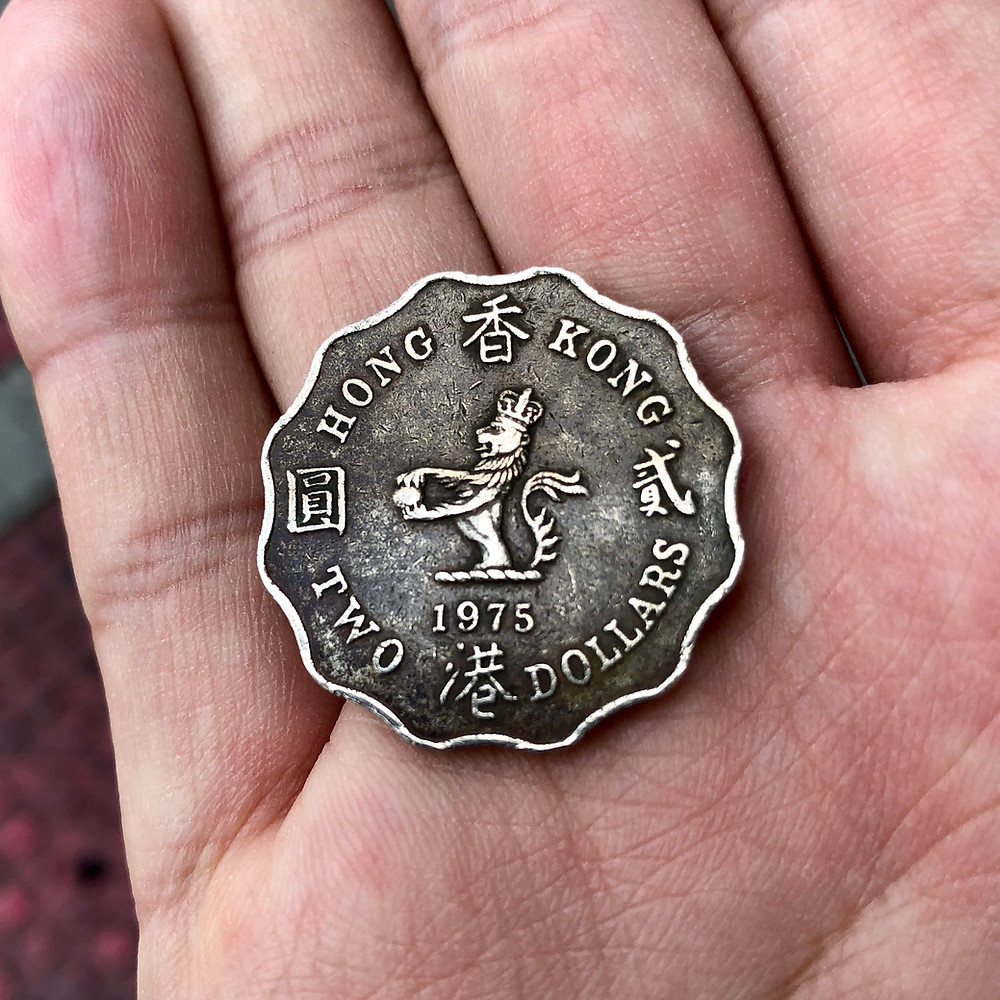 HONG KONG
香港
貳圓
1975
TWO DOLLARS